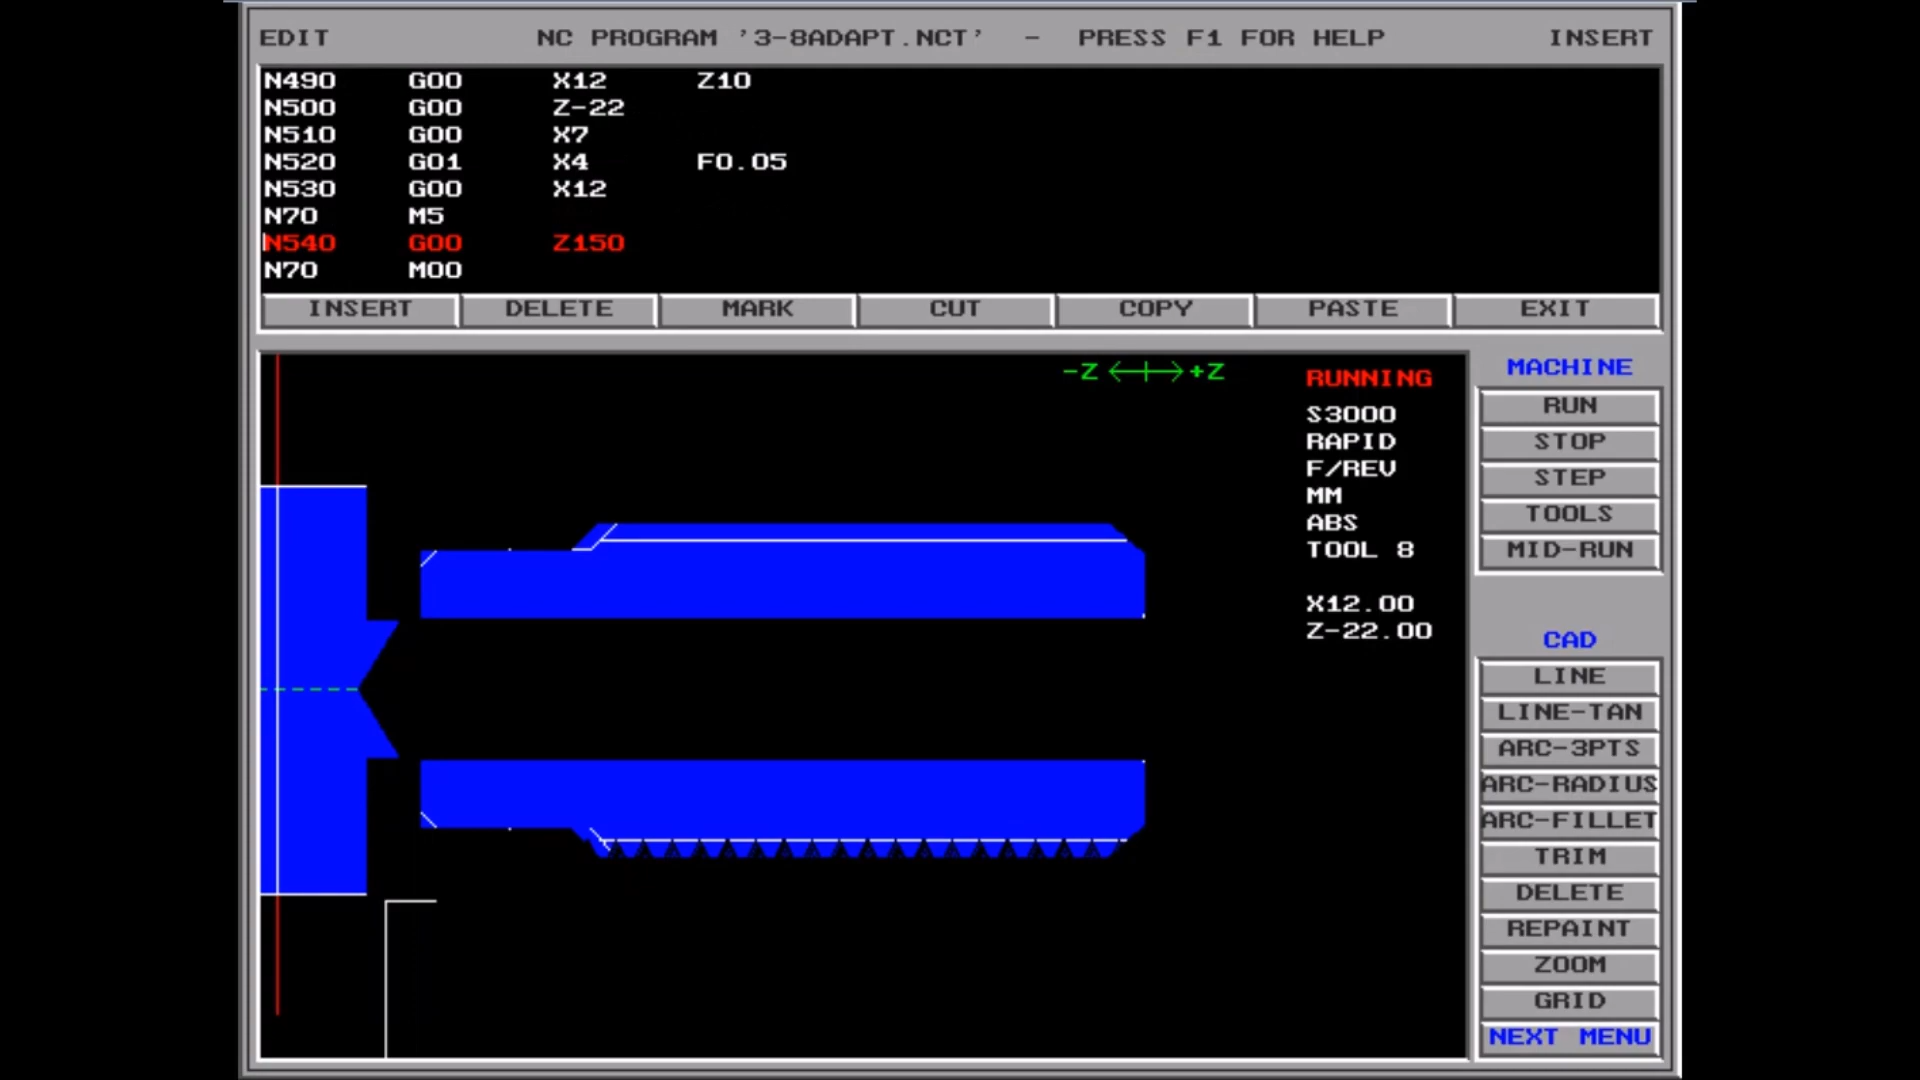 EDIT NC PROGRAM '3-8ADAPT.NCT' - PRESS F1 FOR HELP INSERT
N490 G00 X12 Z10
N500 G00 Z-22
N510 G00 X7
N520 G01 X4 F0.05
N530 G00 X12
N70 M5
N540 G00 Z150
N70 M00
INSERT DELETE MARK CUT COPY PASTE EXIT
-Z +Z
RUNNING
S3000
RAPID
F/REV
MM
ABS
TOOL 8
X12.00
Z-22.00
MACHINE
RUN
STOP
STEP
TOOLS
MID-RUN
CAD
LINE
LINE-TAN
ARC-3PTS
ARC-RADIUS
ARC-FILLET
TRIM
DELETE
REPAINT
ZOOM
GRID
NEXT MENU